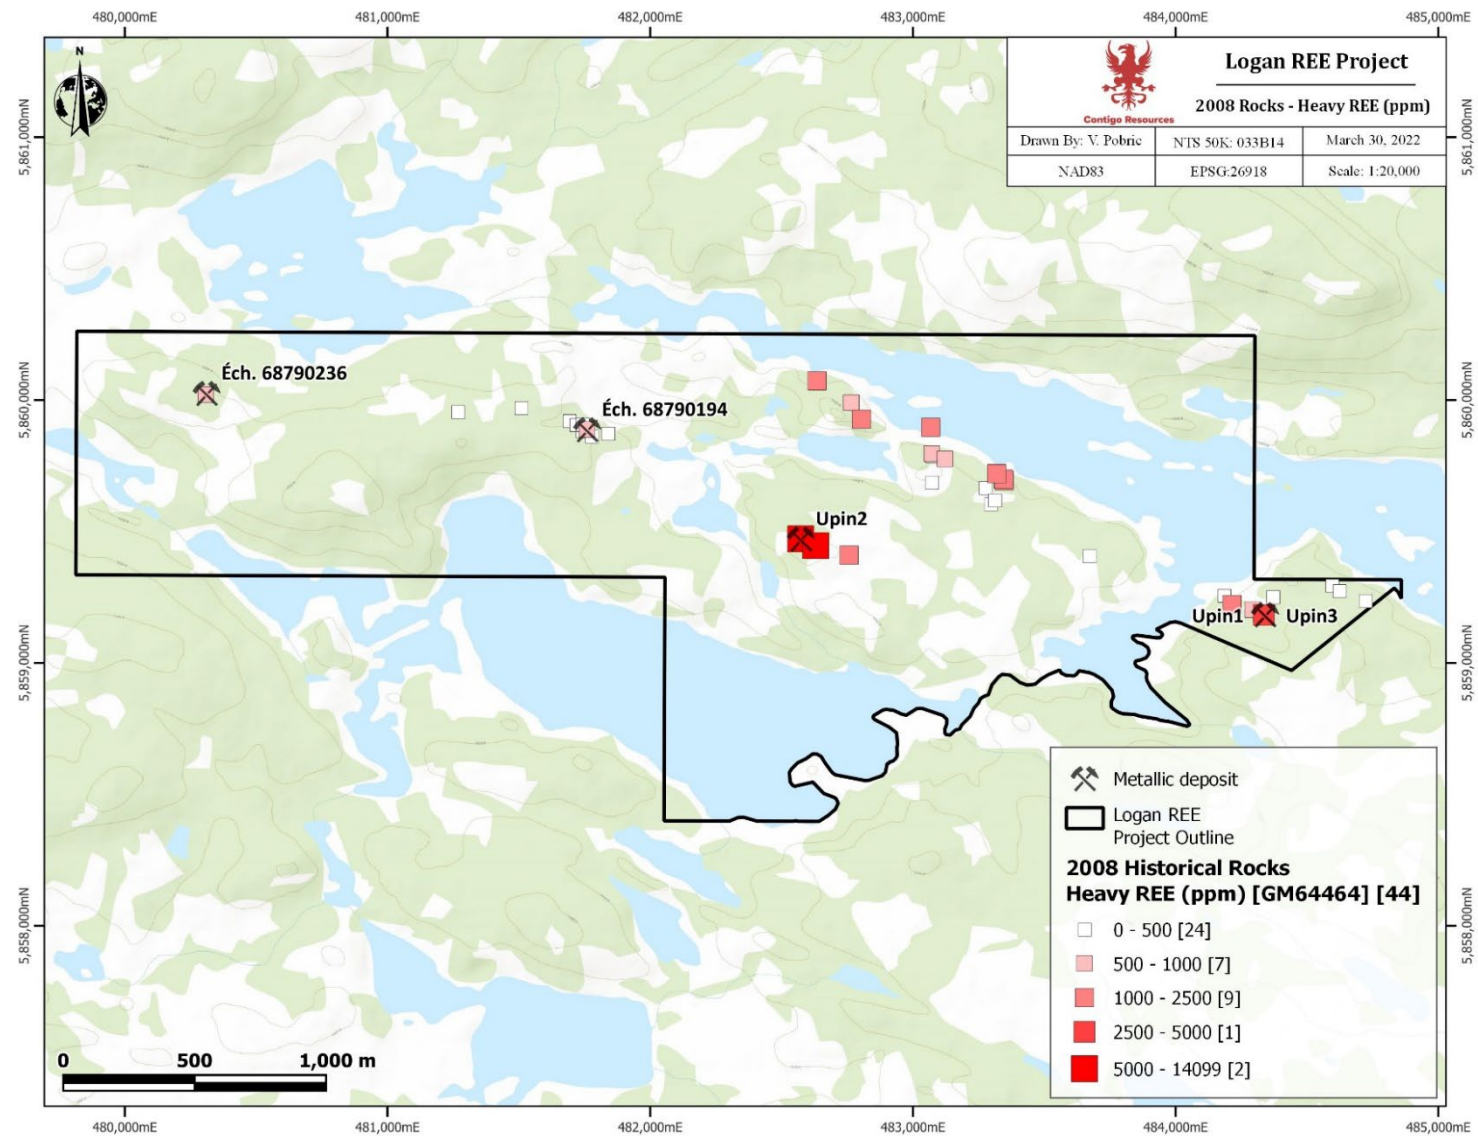 480,000mE
481,000mE
482,000mE
483,000mE
484,000mE
485,000mE
N
Contigo Resources
Logan REE Project
2008 Rocks - Heavy REE (ppm)
Drawn By: V. Pobric
NTS 50K: 033B14
March 30, 2022
NAD83
EPSG:26918
Scale: 1:20,000
5,861,000mN
5,861,000mN
Éch. 68790236
Éch. 68790194
5,860,000mN
5,860,000mN
Upin2
Upin1
Upin3
5,859,000mN
5,859,000mN
Metallic deposit
Logan REE
Project Outline
2008 Historical Rocks
Heavy REE (ppm) [GM64464] [44]
0 - 500 [24]
500 - 1000 [7]
1000 - 2500 [9]
2500 - 5000 [1]
5000 - 14099 [2]
5,858,000mN
5,858,000mN
0
500
1,000 m
480,000mE
481,000mE
482,000mE
483,000mE
484,000mE
485,000mE